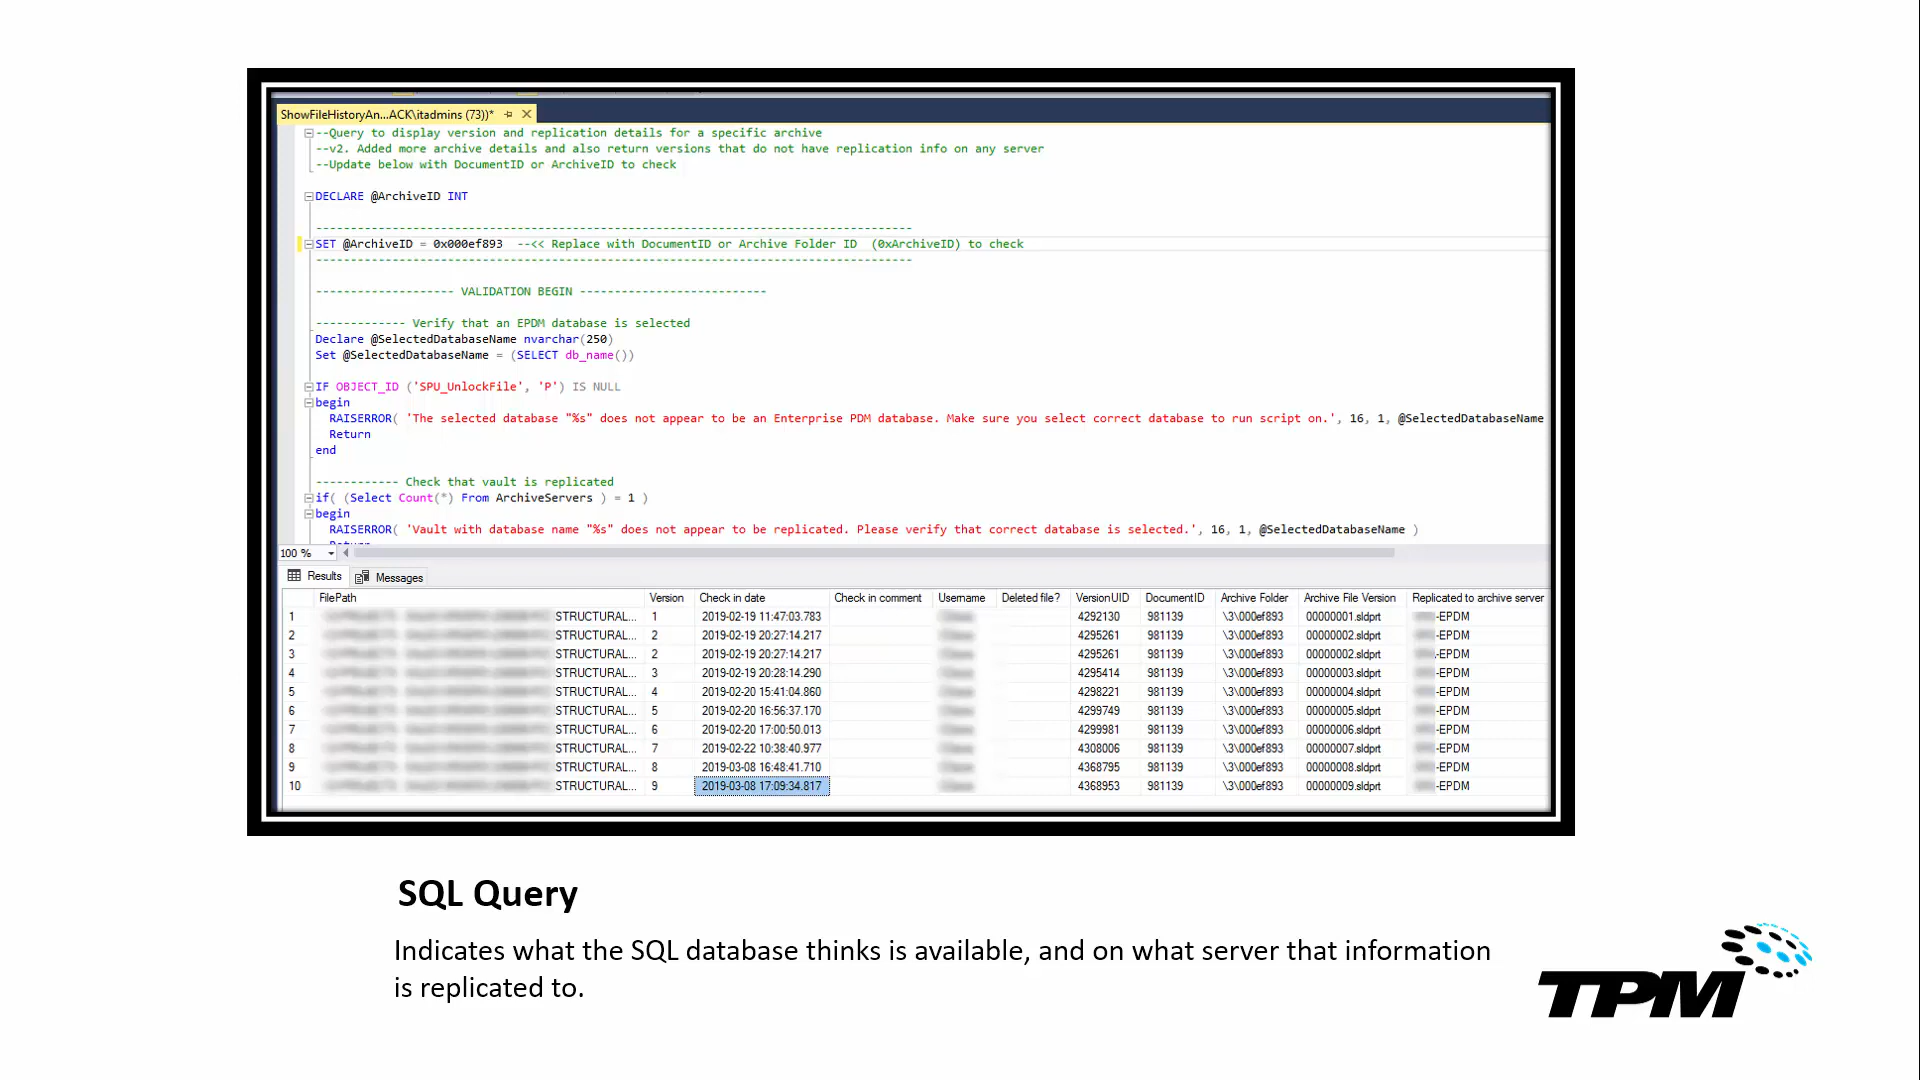 ShowFileHistoryAn...ACK\itadmins (73))*
--Query to display version and replication details for a specific archive
--v2. Added more archive details and also return versions that do not have replication info on any server
--Update below with DocumentID or ArchiveID to check
DECLARE @ArchiveID INT
--------------------------------------------------------------------------------------
SET @ArchiveID = 0x000ef893  --<< Replace with DocumentID or Archive Folder ID  (0xArchiveID) to check
--------------------------------------------------------------------------------------
-------------------- VALIDATION BEGIN ---------------------------
------------- Verify that an EPDM database is selected
Declare @SelectedDatabaseName nvarchar(250)
Set @SelectedDatabaseName = (SELECT db_name())
IF OBJECT_ID ('SPU_UnlockFile', 'P') IS NULL
begin
RAISERROR( 'The selected database "%s" does not appear to be an Enterprise PDM database. Make sure you select correct database to run script on.', 16, 1, @SelectedDatabaseName
Return
end
------------ Check that vault is replicated
if( (Select Count(*) From ArchiveServers ) = 1 )
begin
RAISERROR( 'Vault with database name "%s" does not appear to be replicated. Please verify that correct database is selected.', 16, 1, @SelectedDatabaseName )
100 %
Results Messages
FilePath Version Check in date Check in comment Username Deleted file? VersionUID DocumentID Archive Folder Archive File Version Replicated to archive server
1 STRUCTURAL... 1 2019-02-19 11:47:03.783 4292130 981139 \3\000ef893 00000001.sldprt -EPDM
2 STRUCTURAL... 2 2019-02-19 20:27:14.217 4295261 981139 \3\000ef893 00000002.sldprt -EPDM
3 STRUCTURAL... 2 2019-02-19 20:27:14.217 4295261 981139 \3\000ef893 00000002.sldprt -EPDM
4 STRUCTURAL... 3 2019-02-19 20:28:14.290 4295414 981139 \3\000ef893 00000003.sldprt -EPDM
5 STRUCTURAL... 4 2019-02-20 15:41:04.860 4298221 981139 \3\000ef893 00000004.sldprt -EPDM
6 STRUCTURAL... 5 2019-02-20 16:56:37.170 4299749 981139 \3\000ef893 00000005.sldprt -EPDM
7 STRUCTURAL... 6 2019-02-20 17:00:50.013 4299981 981139 \3\000ef893 00000006.sldprt -EPDM
8 STRUCTURAL... 7 2019-02-22 10:38:40.977 4308006 981139 \3\000ef893 00000007.sldprt -EPDM
9 STRUCTURAL... 8 2019-03-08 16:48:41.710 4368795 981139 \3\000ef893 00000008.sldprt -EPDM
10 STRUCTURAL... 9 2019-03-08 17:09:34.817 4368953 981139 \3\000ef893 00000009.sldprt -EPDM
SQL Query
Indicates what the SQL database thinks is available, and on what server that information
is replicated to.
TPM